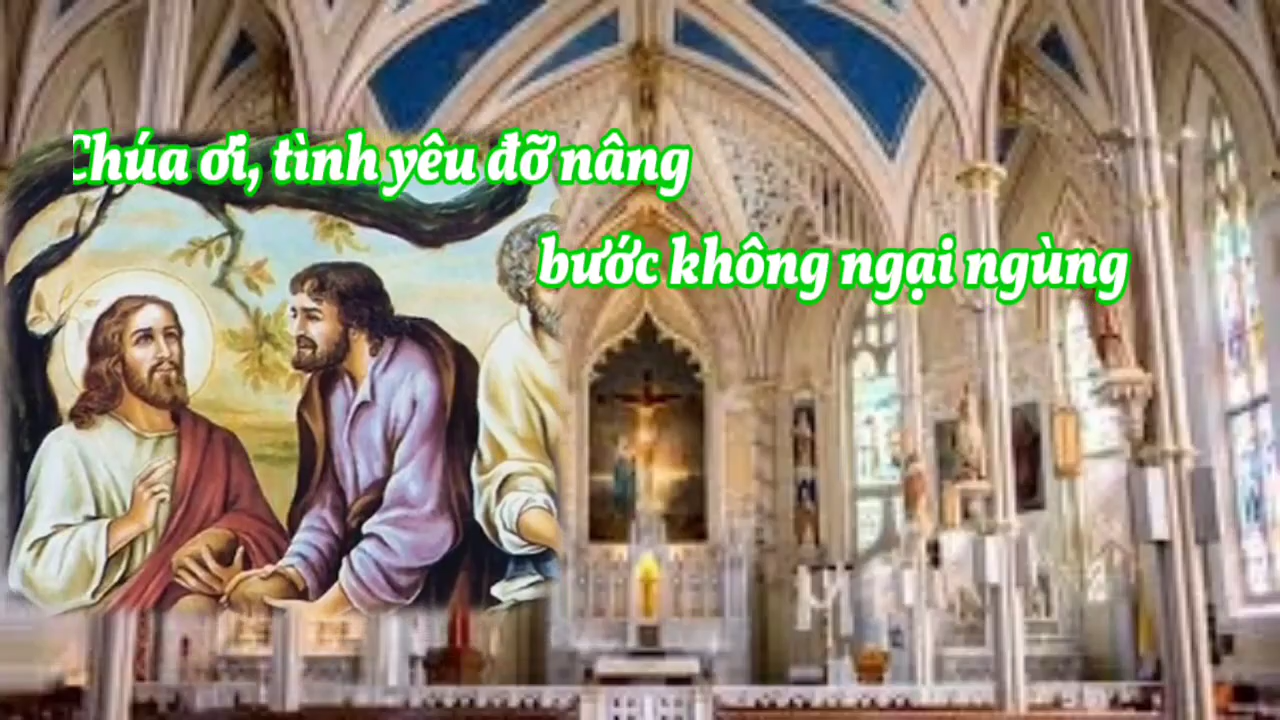 Chúa ơi, tình yêu đỡ nâng
bước không ngại ngùng